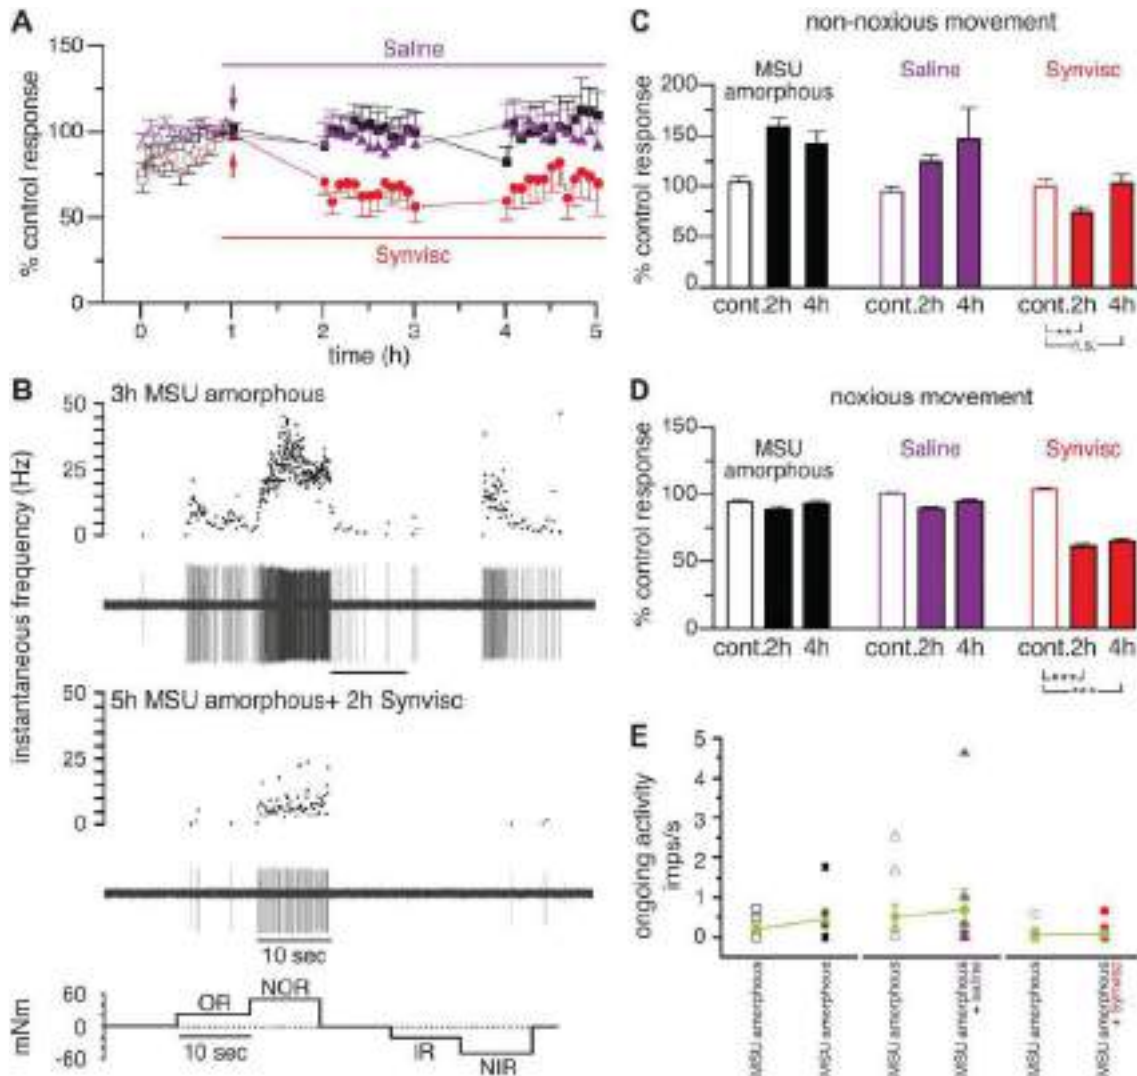 A
150
Saline
100
50
Synvisc
0
% control response
0 1 2 3 4 5
time (h)
B
3h MSU amorphous
50
25
0
instantaneous frequency (Hz)
5h MSU amorphous+ 2h Synvisc
50
25
0
10 sec
mNm
60
0
-60
OR
NOR
10 sec
IR
NIR
C
non-noxious movement
MSU
amorphous
Saline
Synvisc
% control response
200
150
100
50
0
cont. 2h 4h
cont. 2h 4h
cont. 2h 4h
**
n.s.
D
noxious movement
MSU
amorphous
Saline
Synvisc
% control response
150
100
50
0
cont. 2h 4h
cont. 2h 4h
cont. 2h 4h
***
***
E
ongoing activity
imps/s
5
4
3
2
1
0
MSU amorphous
MSU amorphous
MSU amorphous
MSU amorphous
+ saline
MSU amorphous
MSU amorphous
+ Synvisc